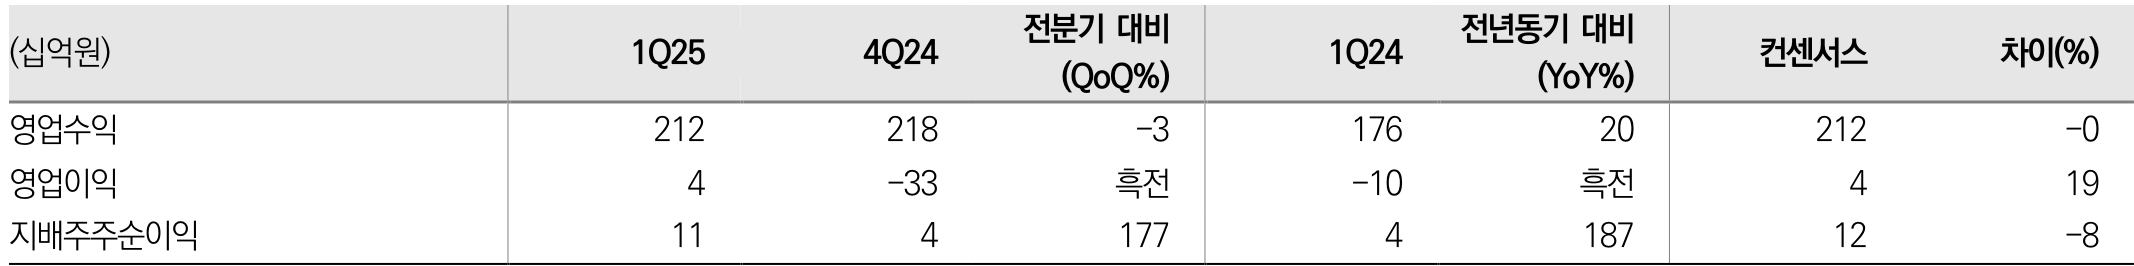 (십억원) 1Q25 4Q24 전분기 대비 (QoQ%) 1Q24 전년동기 대비 (YoY%) 컨센서스 차이(%)
영업수익 212 218 -3 176 20 212 -0
영업이익 4 -33 흑전 -10 흑전 4 19
지배주주순이익 11 4 177 4 187 12 -8